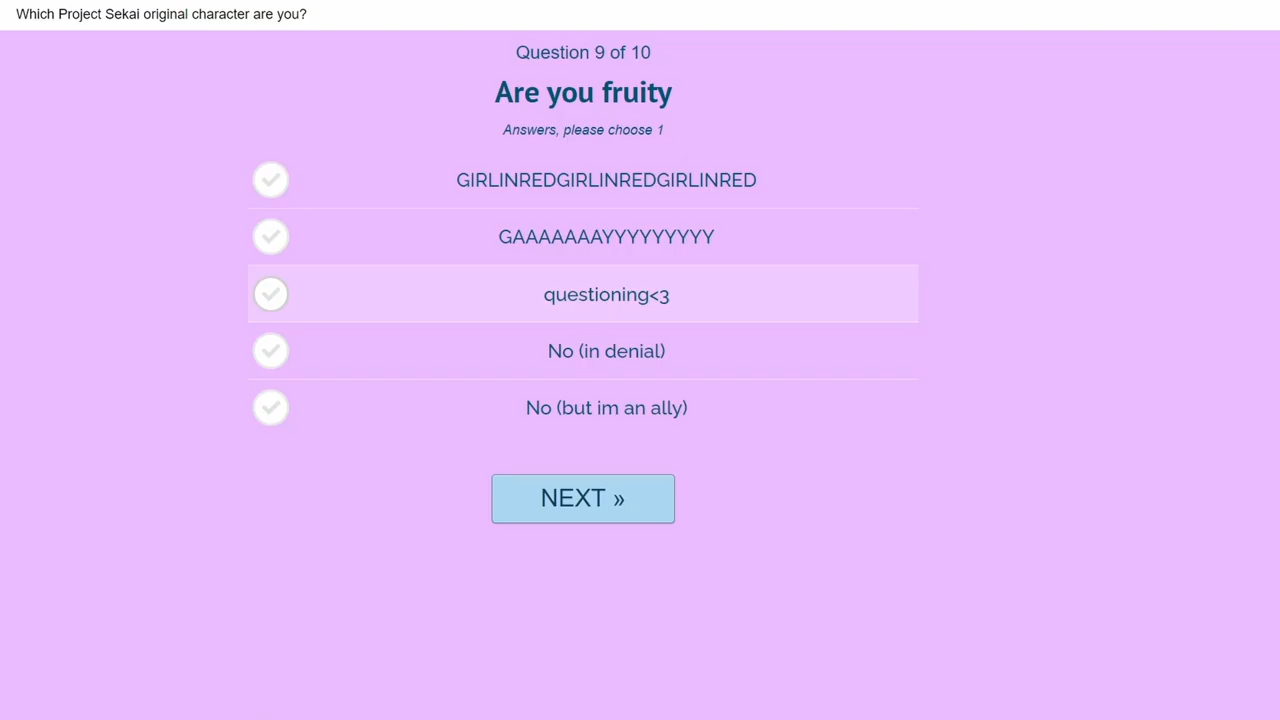 Which Project Sekai original character are you?
Question 9 of 10
Are you fruity
Answers, please choose 1
GIRLINREDGIRLINREDGIRLINRED
GAAAAAAAYYYYYYYYY
questioning<3
No (in denial)
No (but im an ally)
NEXT »